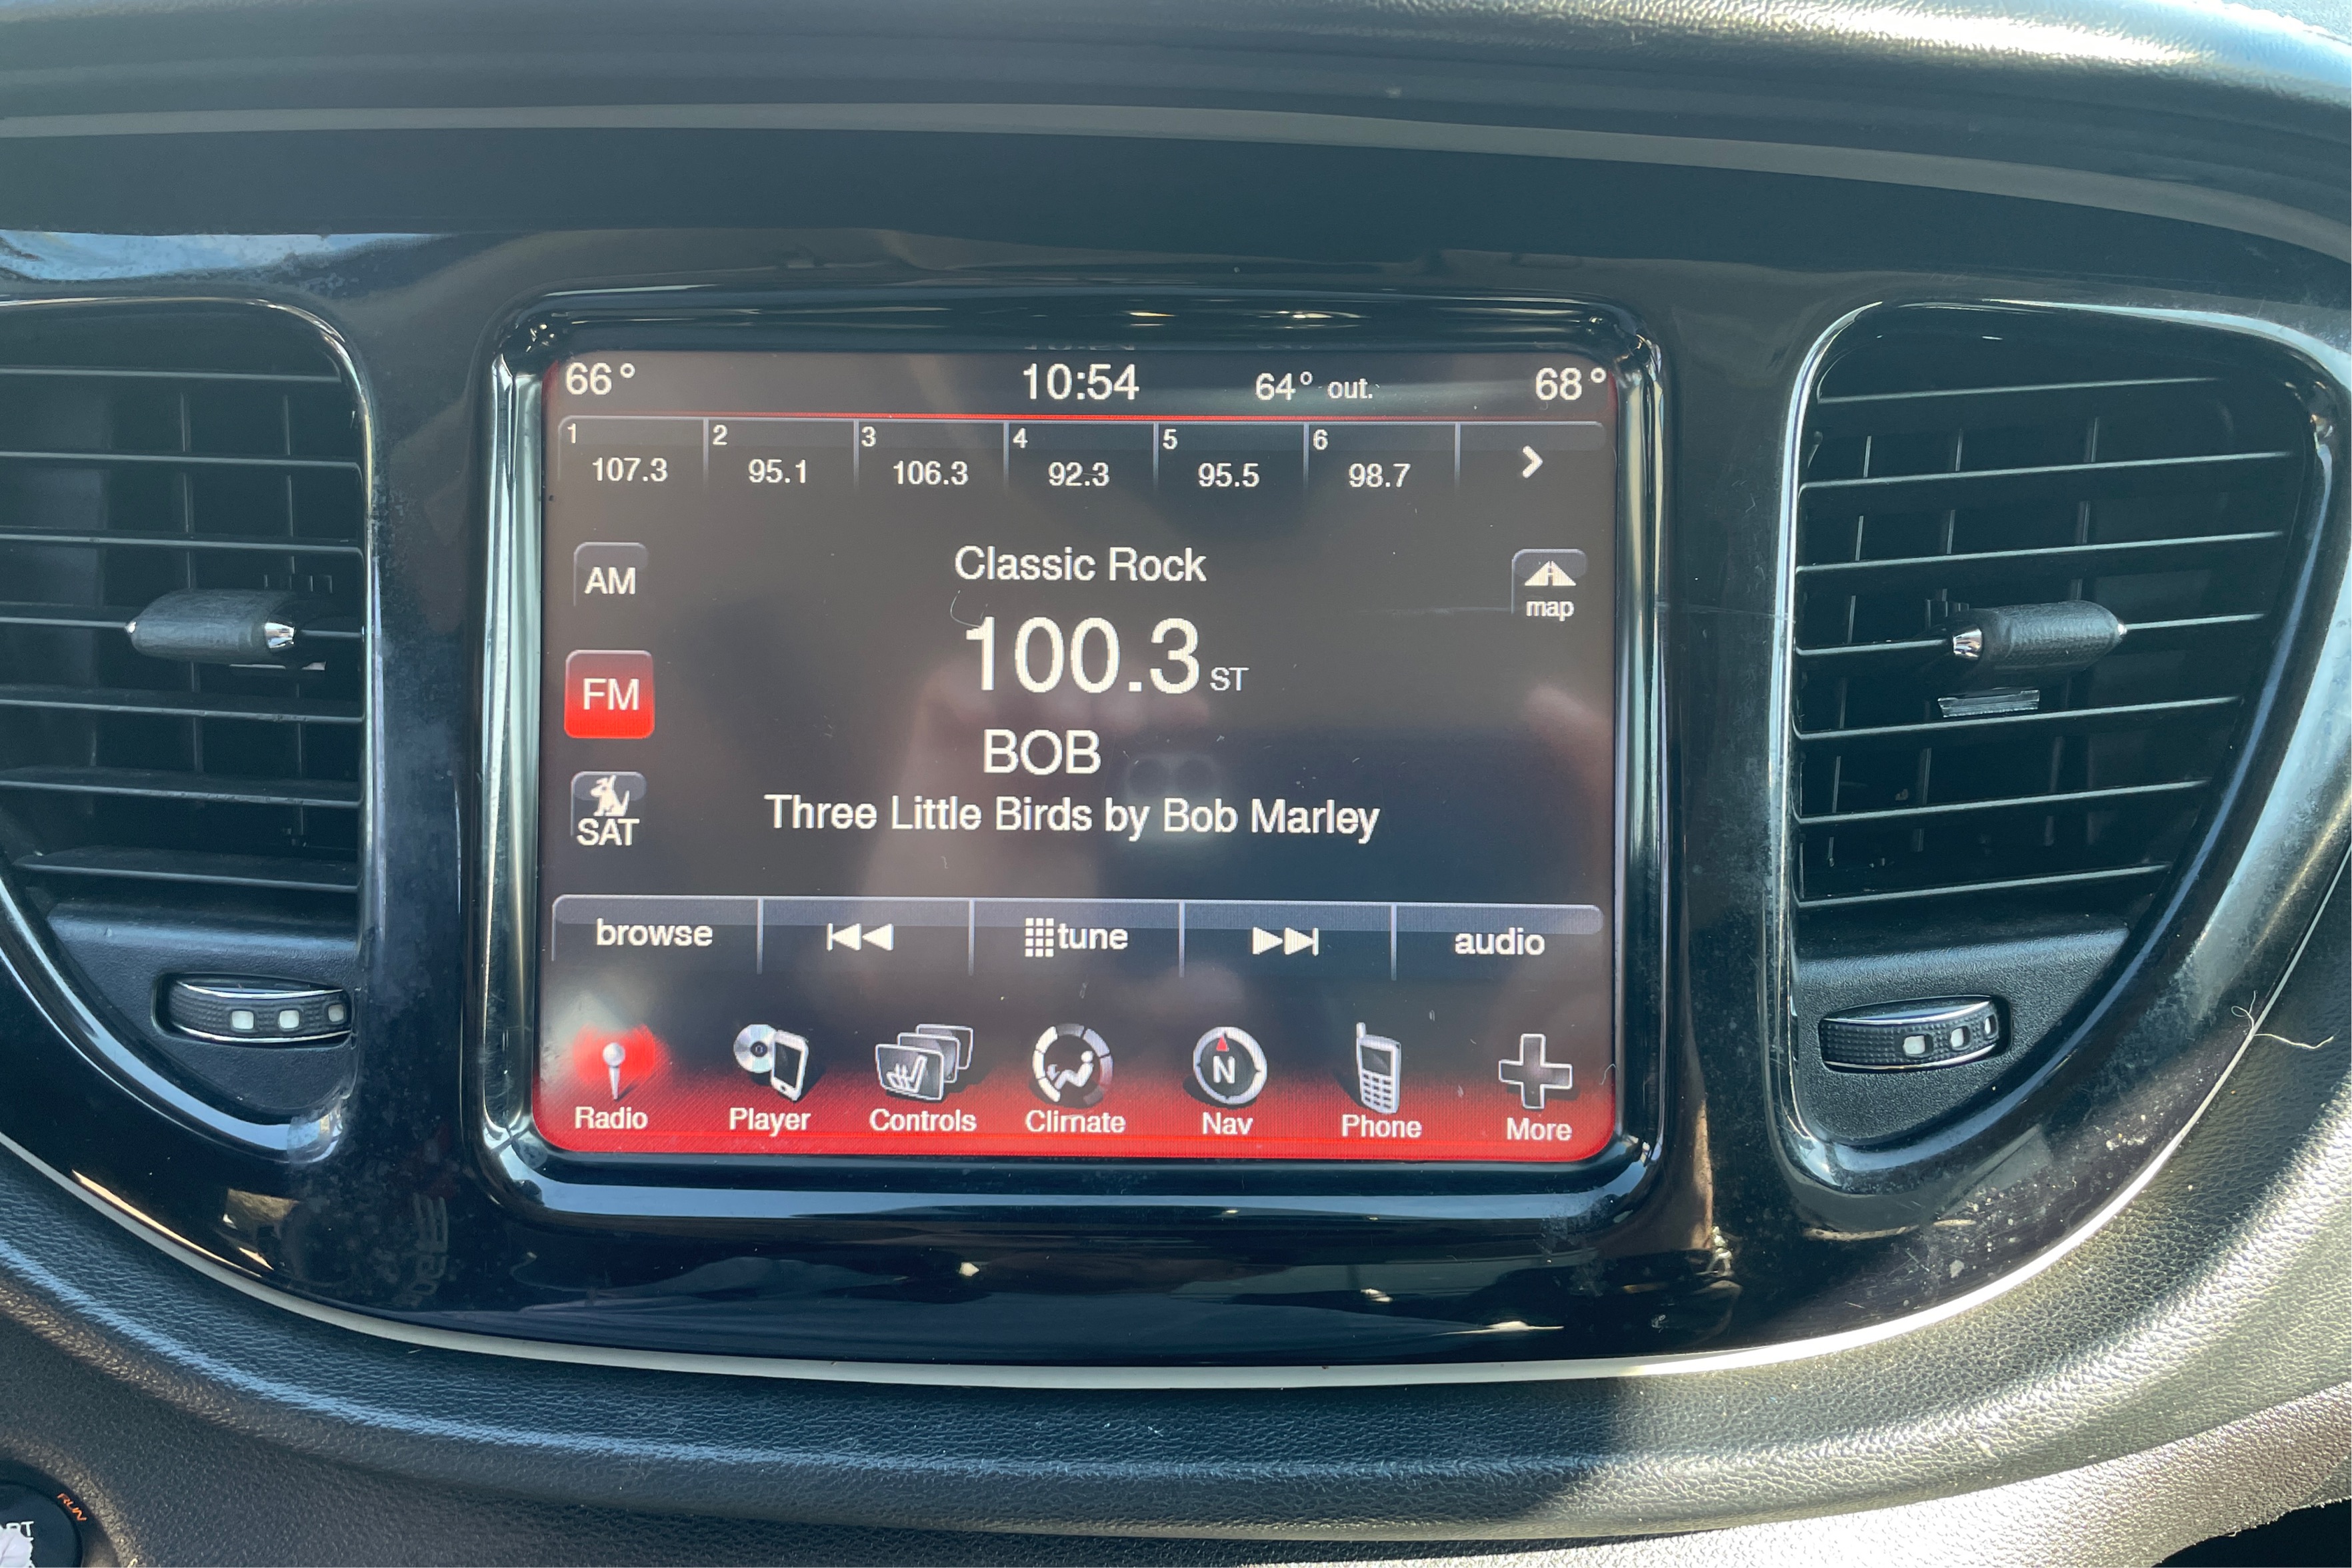 66° 10:54 64° out. 68°
1 2 3 4 5 6
107.3 95.1 106.3 92.3 95.5 98.7
Classic Rock
AM
map
100.3 ST
FM
BOB
SAT
Three Little Birds by Bob Marley
browse tune audio
N
Radio Player Controls Climate Nav Phone More
RUN